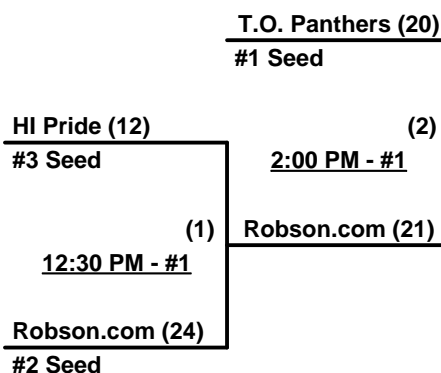 T.O. Panthers (20)
#1 Seed
HI Pride (12)
(2)
#3 Seed
2:00 PM - #1
(1)
Robson.com (21)
12:30 PM - #1
Robson.com (24)
#2 Seed